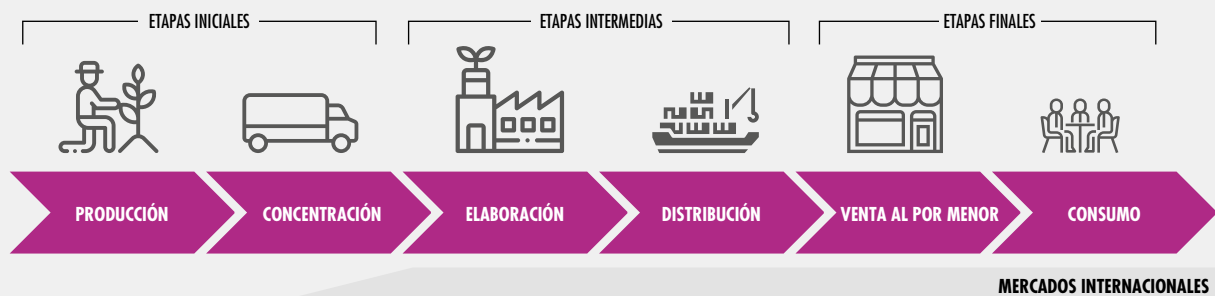 ETAPAS INICIALES
ETAPAS INTERMEDIAS
ETAPAS FINALES
PRODUCCIÓN
CONCENTRACIÓN
ELABORACIÓN
DISTRIBUCIÓN
VENTA AL POR MENOR
CONSUMO
MERCADOS INTERNACIONALES